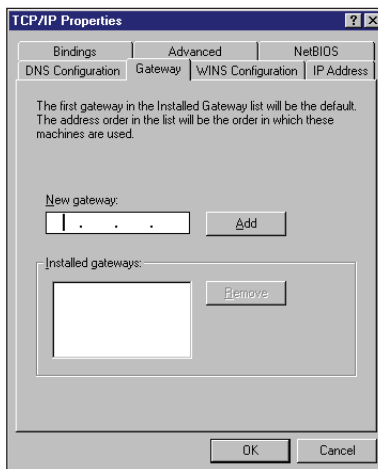 TCP/IP Properties
Bindings Advanced NetBIOS
DNS Configuration Gateway WINS Configuration IP Address
The first gateway in the Installed Gateway list will be the default.
The address order in the list will be the order in which these
machines are used.
New gateway:
. . .
Add
Installed gateways:
Remove
OK Cancel